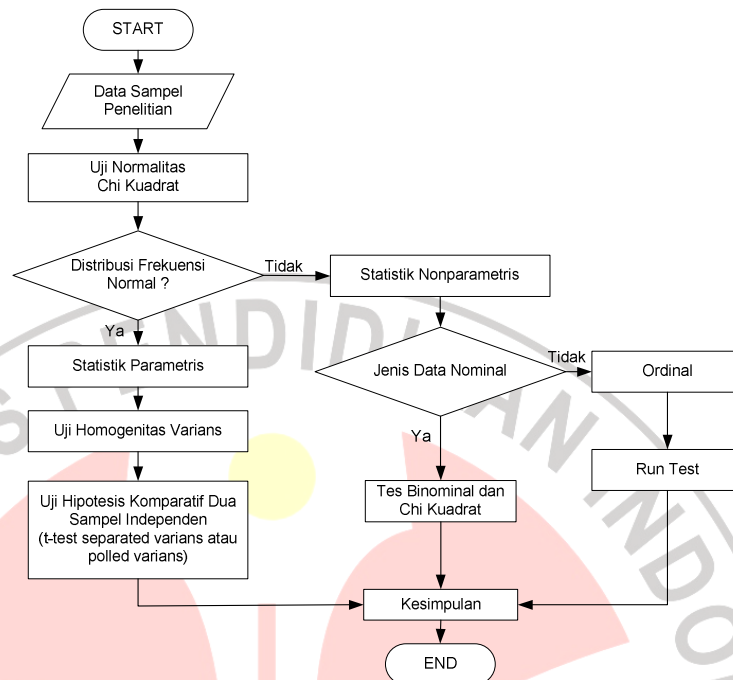 START
Data Sampel
Penelitian
Uji Normalitas
Chi Kuadrat
Distribusi Frekuensi
Normal ?
Tidak
Statistik Nonparametris
Ya
Statistik Parametris
Jenis Data Nominal
Tidak
Ordinal
Uji Homogenitas Varians
Ya
Run Test
Uji Hipotesis Komparatif Dua
Sampel Independen
(t-test separated varians atau
polled varians)
Tes Binominal dan
Chi Kuadrat
Kesimpulan
END
S PENDIDIKAN INDO